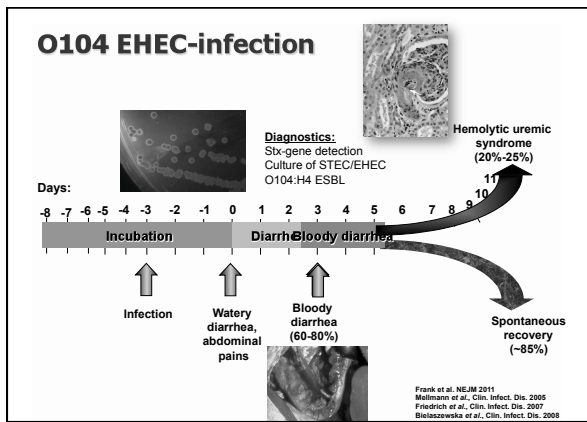 O104 EHEC-infection
Diagnostics:
Stx-gene detection
Culture of STEC/EHEC
O104:H4 ESBL
Hemolytic uremic
syndrome
(20%-25%)
Days:
-8 -7 -6 -5 -4 -3 -2 -1 0 1 2 3 4 5 6 7 8 9 10 11
Incubation Diarrhe Bloody diarrhea
Infection
Watery
diarrhea,
abdominal
pains
Bloody
diarrhea
(60-80%)
Spontaneous
recovery
(~85%)
Frank et al. NEJM 2011
Mellmann et al., Clin. Infect. Dis. 2005
Friedrich et al., Clin. Infect. Dis. 2007
Bielaszewska et al., Clin. Infect. Dis. 2008